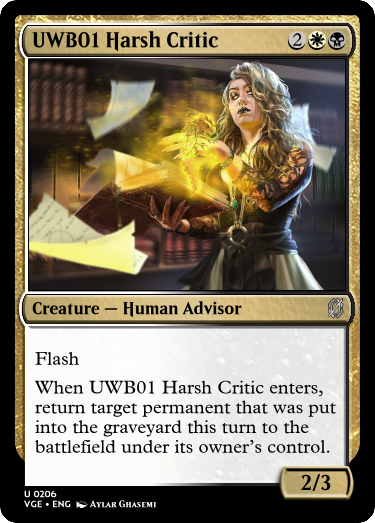 UWB01 Harsh Critic 2
Creature — Human Advisor
Flash
When UWB01 Harsh Critic enters,
return target permanent that was put
into the graveyard this turn to the
battlefield under its owner's control.
2/3
U 0206
VGE • ENG AYLAR GHASEMI